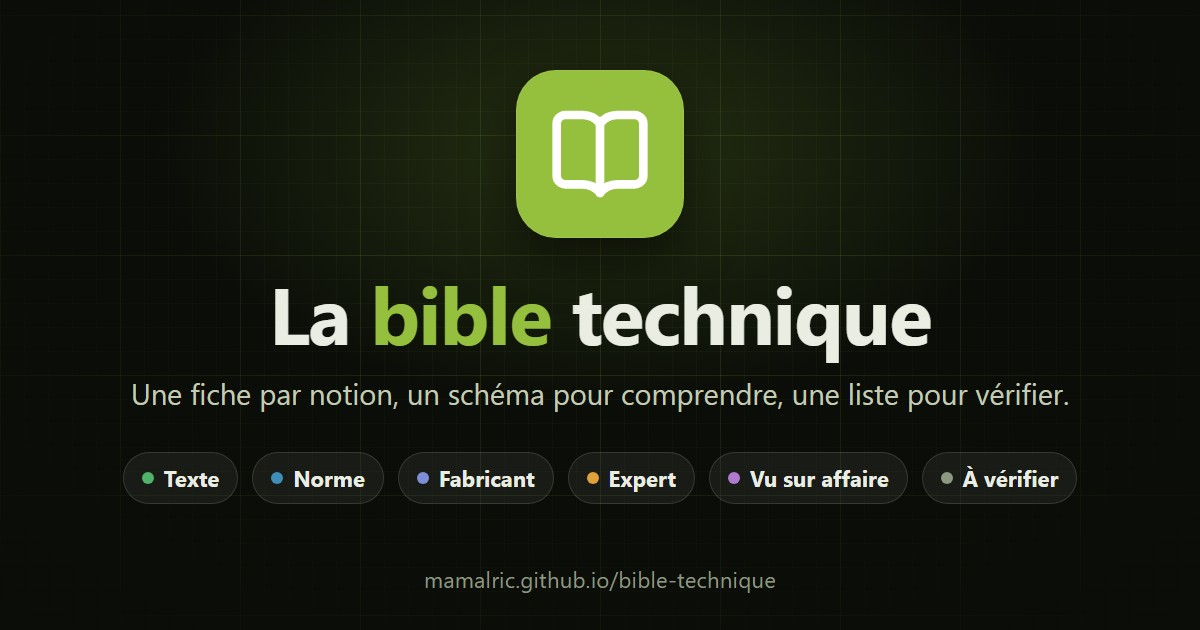 La bible technique
Une fiche par notion, un schéma pour comprendre, une liste pour vérifier.
Texte Norme Fabricant Expert Vu sur affaire À vérifier
mamalric.github.io/bible-technique